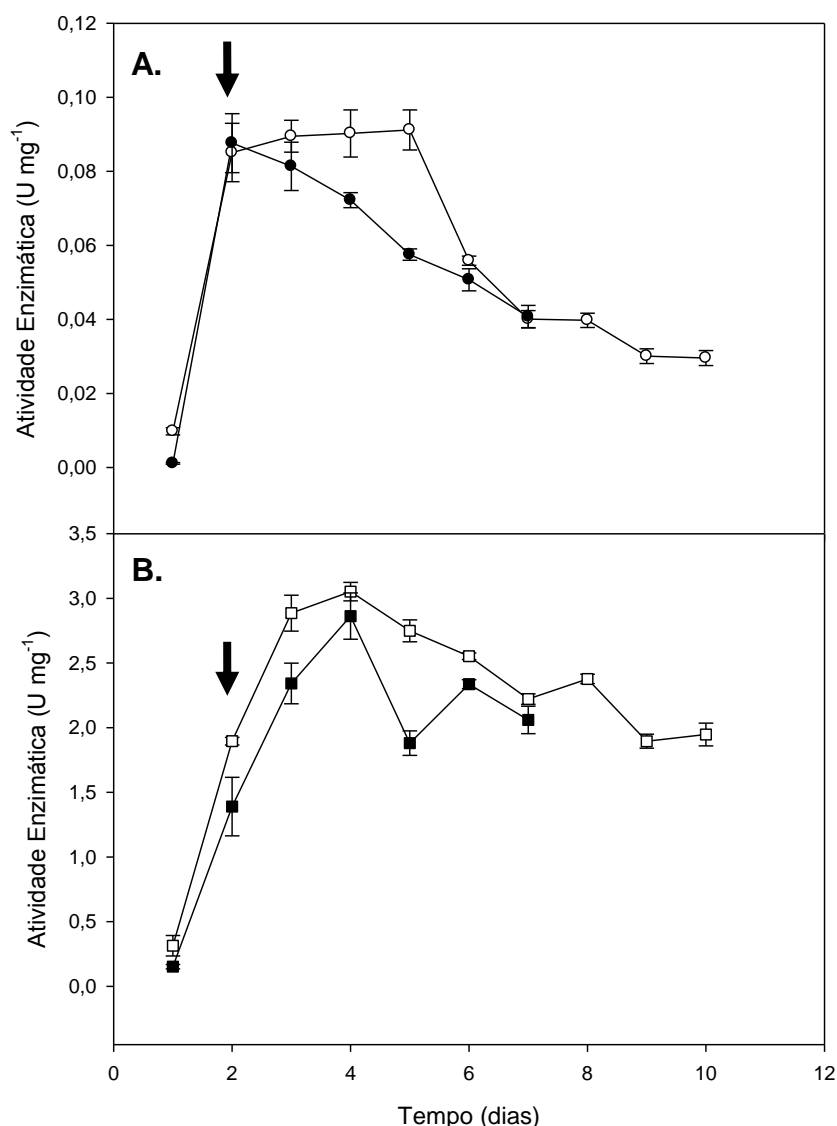 0,12
A.
0,10
0,08
0,06
0,04
0,02
0,00
Atividade Enzimática (U mg⁻¹)
3,5
B.
3,0
2,5
2,0
1,5
1,0
0,5
0,0
Atividade Enzimática (U mg⁻¹)
0 2 4 6 8 10 12
Tempo (dias)